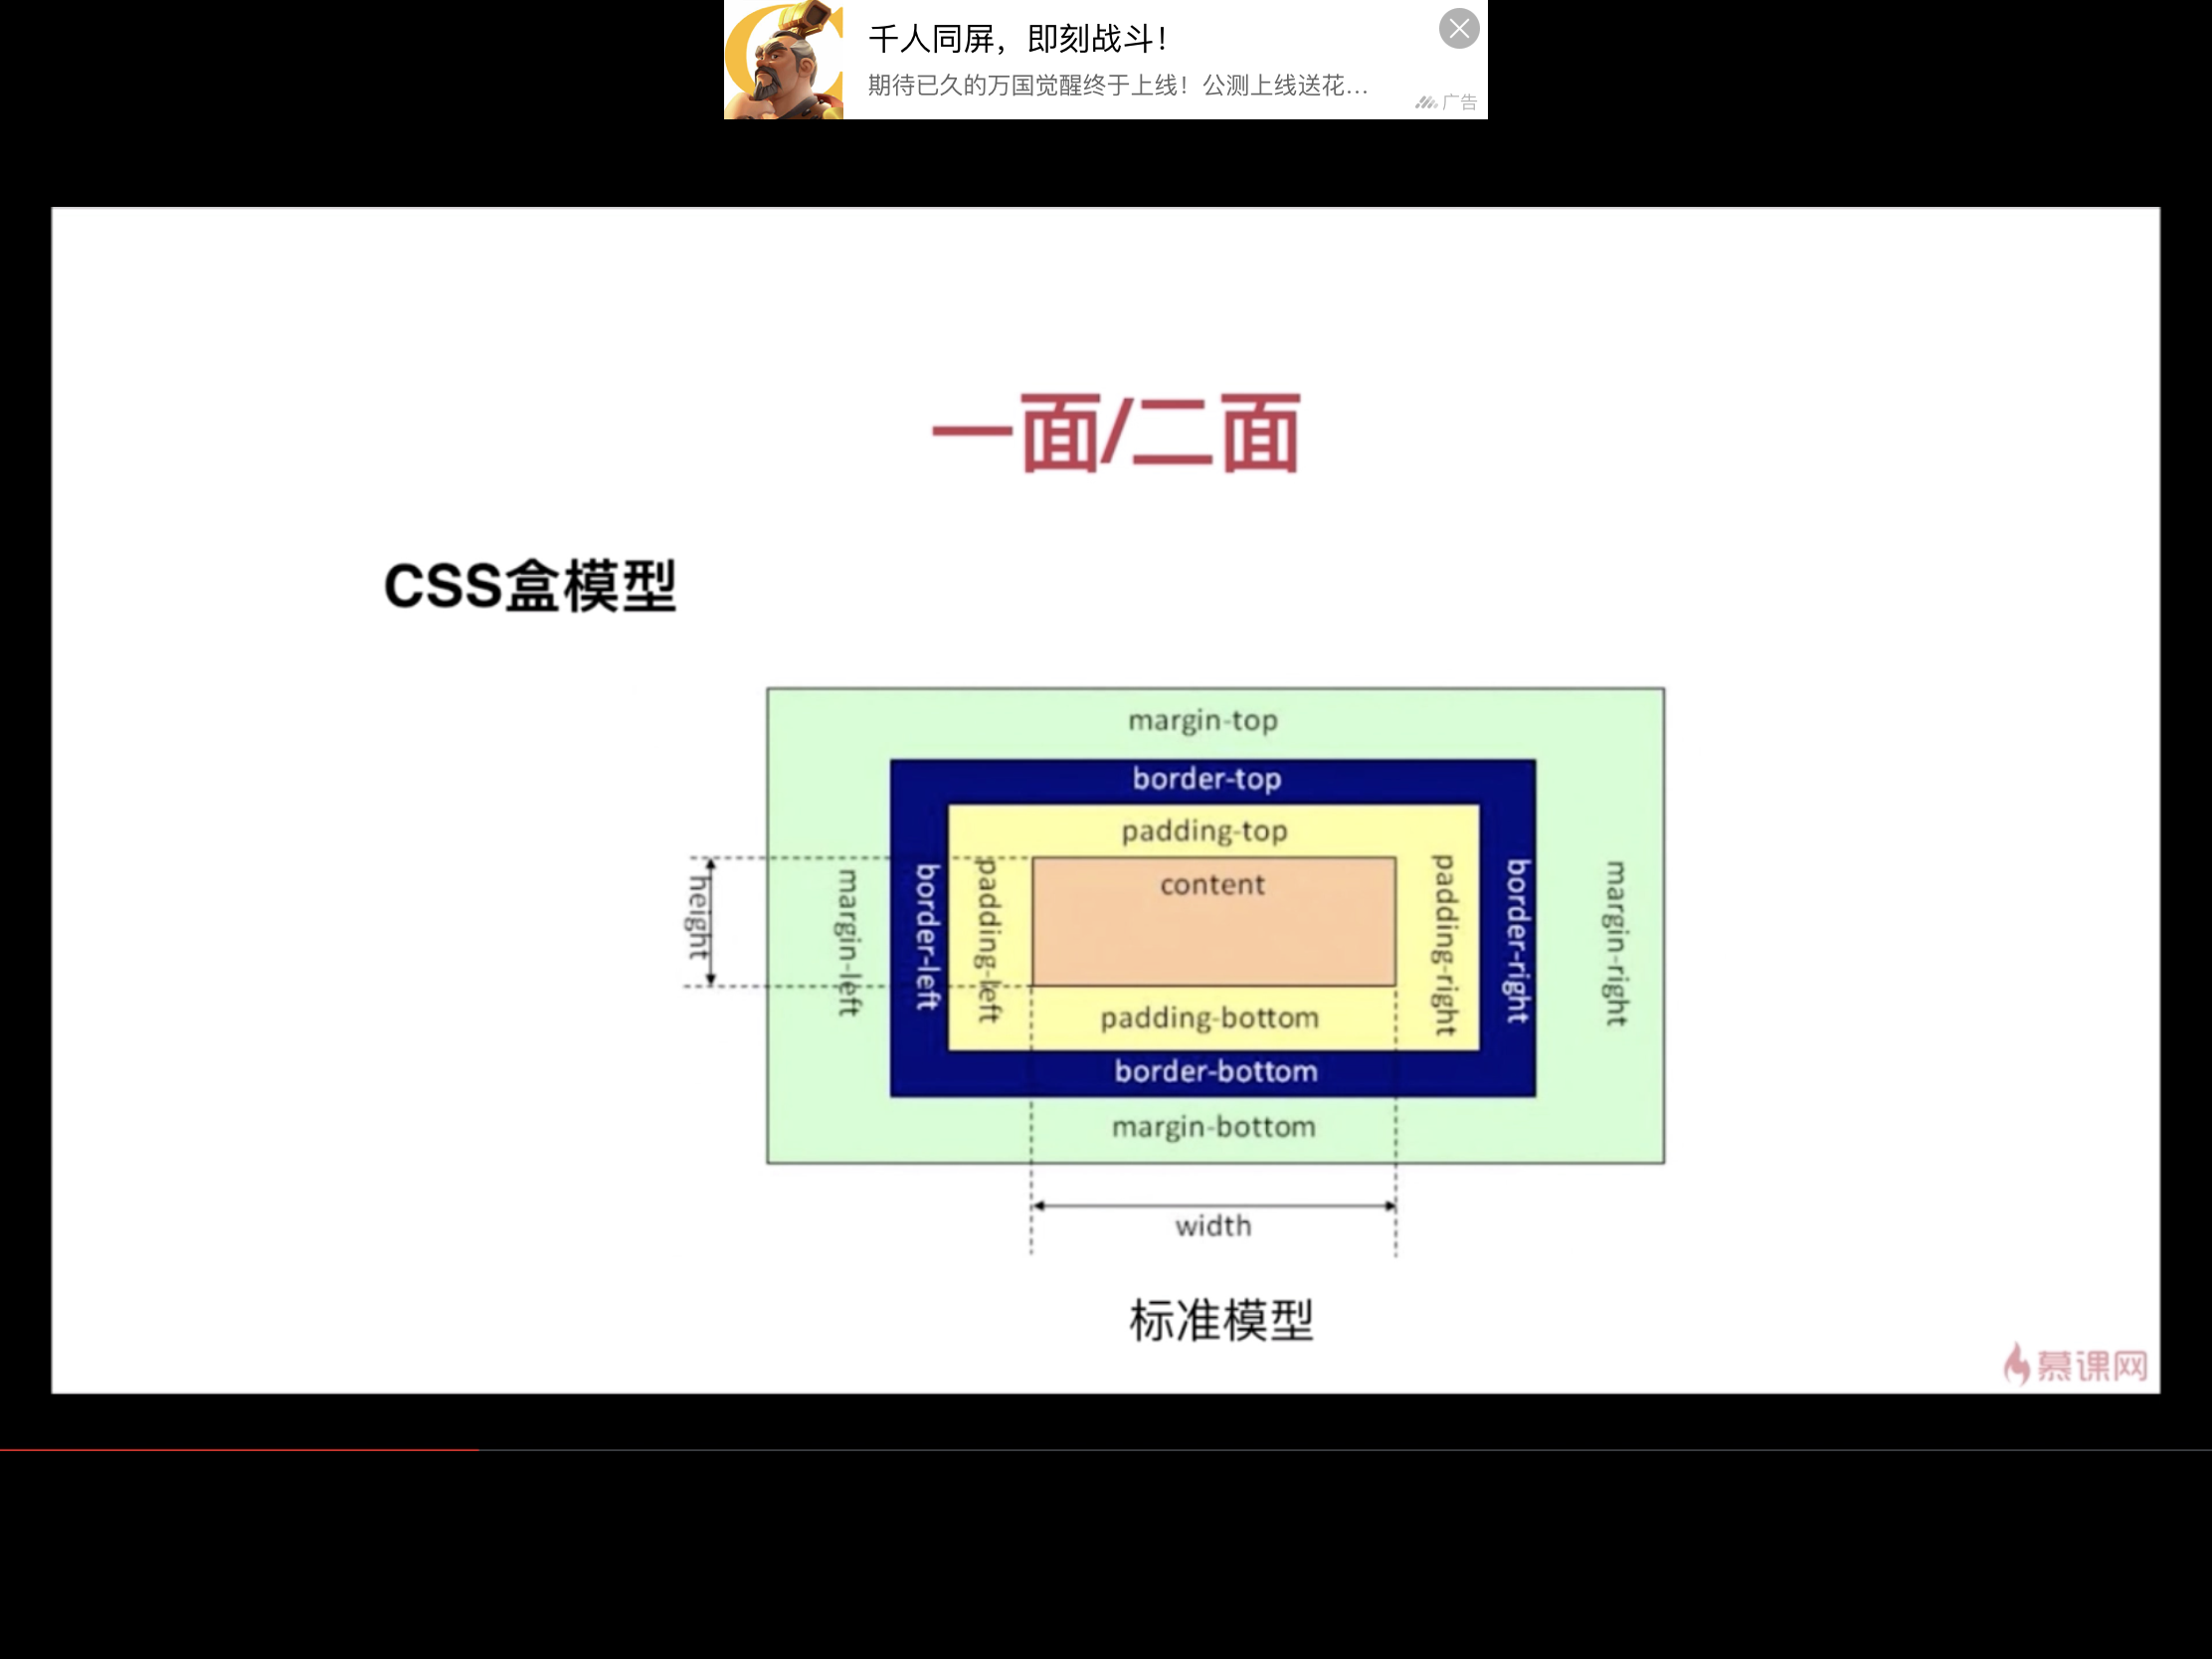 千人同屏，即刻战斗！
期待已久的万国觉醒终于上线！公测上线送花...
广告
一面/二面
CSS盒模型
margin-top
border-top
padding-top
content
height
margin-left
border-left
padding-left
padding-right
border-right
margin-right
padding-bottom
border-bottom
margin-bottom
width
标准模型
慕课网